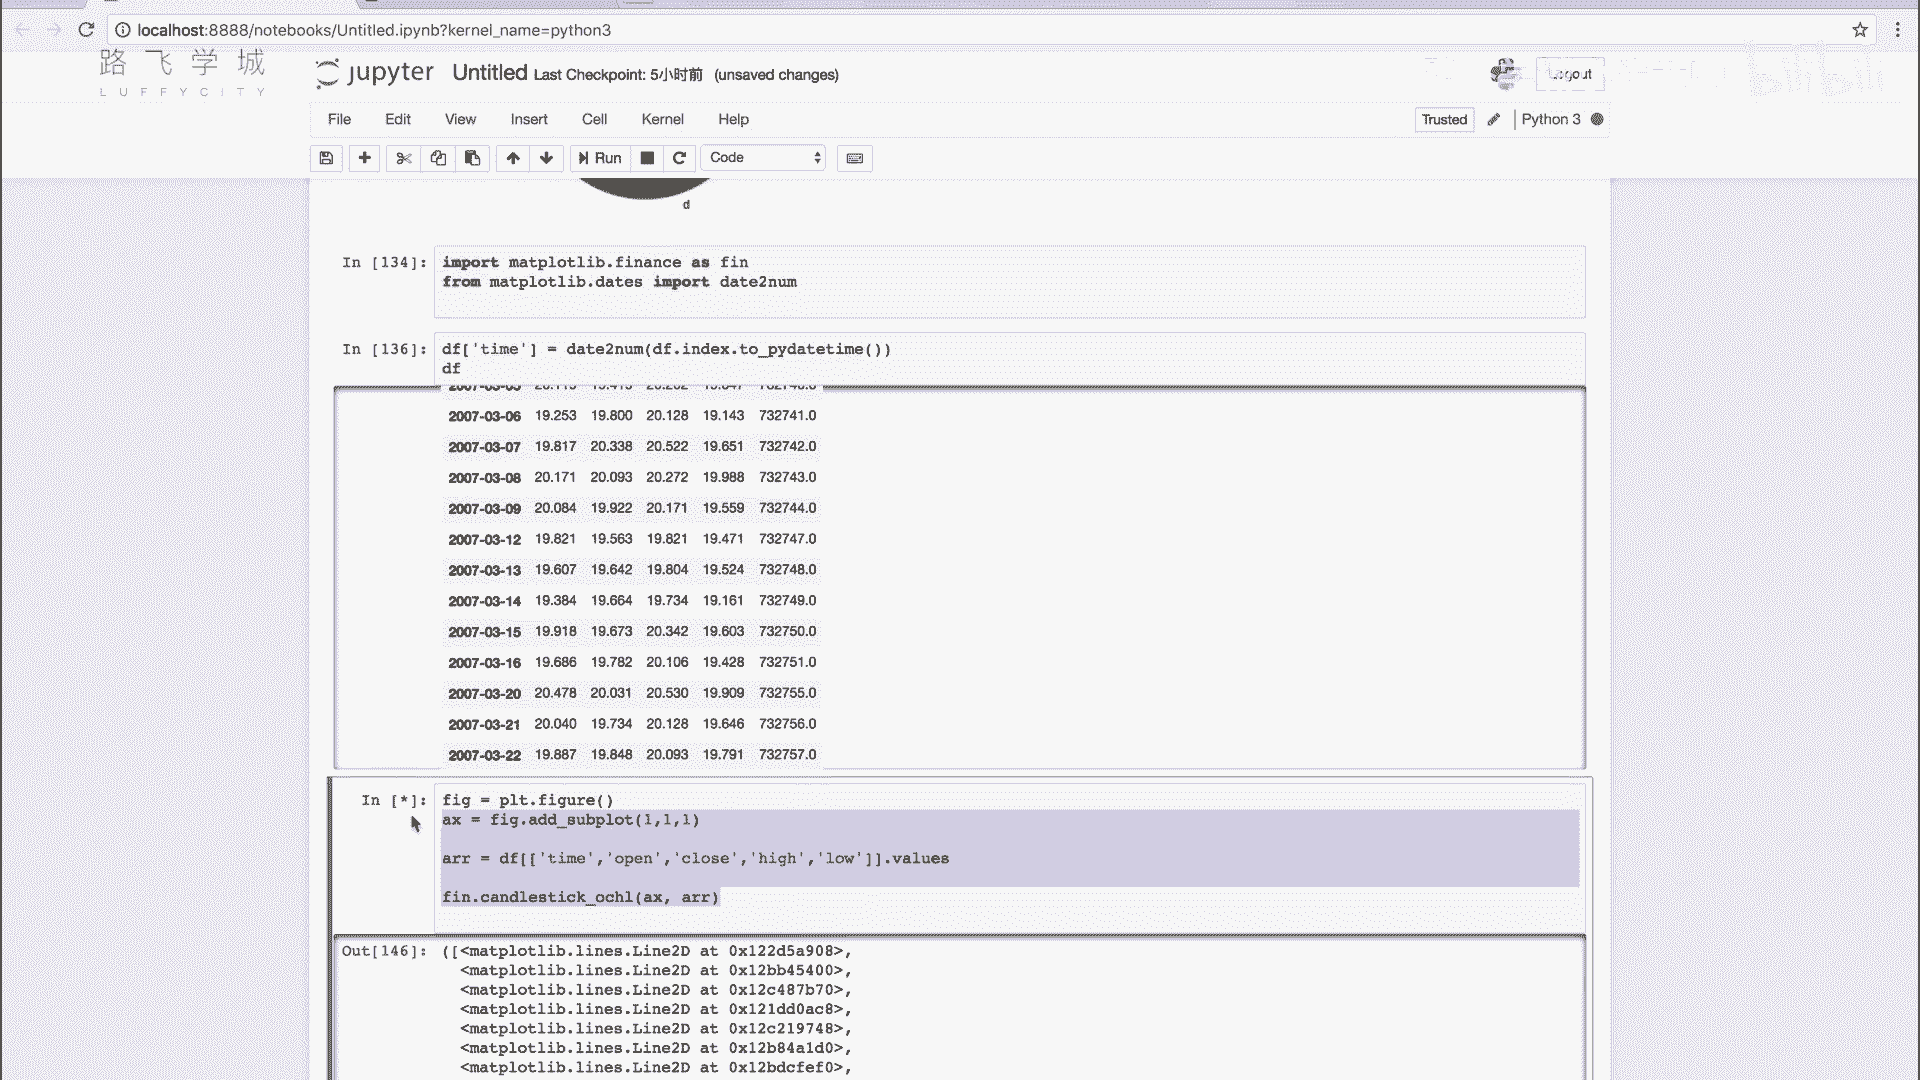 localhost:8888/notebooks/Untitled.ipynb?kernel_name=python3
路飞学城
LUFFYCITY
jupyter Untitled Last Checkpoint: 5小时前 (unsaved changes)
Logout
File Edit View Insert Cell Kernel Help
Trusted Python 3
Run Code
d
In [134]: import matplotlib.finance as fin
from matplotlib.dates import date2num
In [136]: df['time'] = date2num(df.index.to_pydatetime())
df
2007-03-06 19.253 19.800 20.128 19.143 732741.0
2007-03-07 19.817 20.338 20.522 19.651 732742.0
2007-03-08 20.171 20.093 20.272 19.988 732743.0
2007-03-09 20.084 19.922 20.171 19.559 732744.0
2007-03-12 19.821 19.563 19.821 19.471 732747.0
2007-03-13 19.607 19.642 19.804 19.524 732748.0
2007-03-14 19.384 19.664 19.734 19.161 732749.0
2007-03-15 19.918 19.673 20.342 19.603 732750.0
2007-03-16 19.686 19.782 20.106 19.428 732751.0
2007-03-20 20.478 20.031 20.530 19.909 732755.0
2007-03-21 20.040 19.734 20.128 19.646 732756.0
2007-03-22 19.887 19.848 20.093 19.791 732757.0
In [*]: fig = plt.figure()
ax = fig.add_subplot(1,1,1)
arr = df[['time','open','close','high','low']].values
fin.candlestick_ochl(ax, arr)
Out[146]: ([<matplotlib.lines.Line2D at 0x122d5a908>,
<matplotlib.lines.Line2D at 0x12bb45400>,
<matplotlib.lines.Line2D at 0x12c487b70>,
<matplotlib.lines.Line2D at 0x121dd0ac8>,
<matplotlib.lines.Line2D at 0x12c219748>,
<matplotlib.lines.Line2D at 0x12b84a1d0>,
<matplotlib.lines.Line2D at 0x12bdcfef0>,